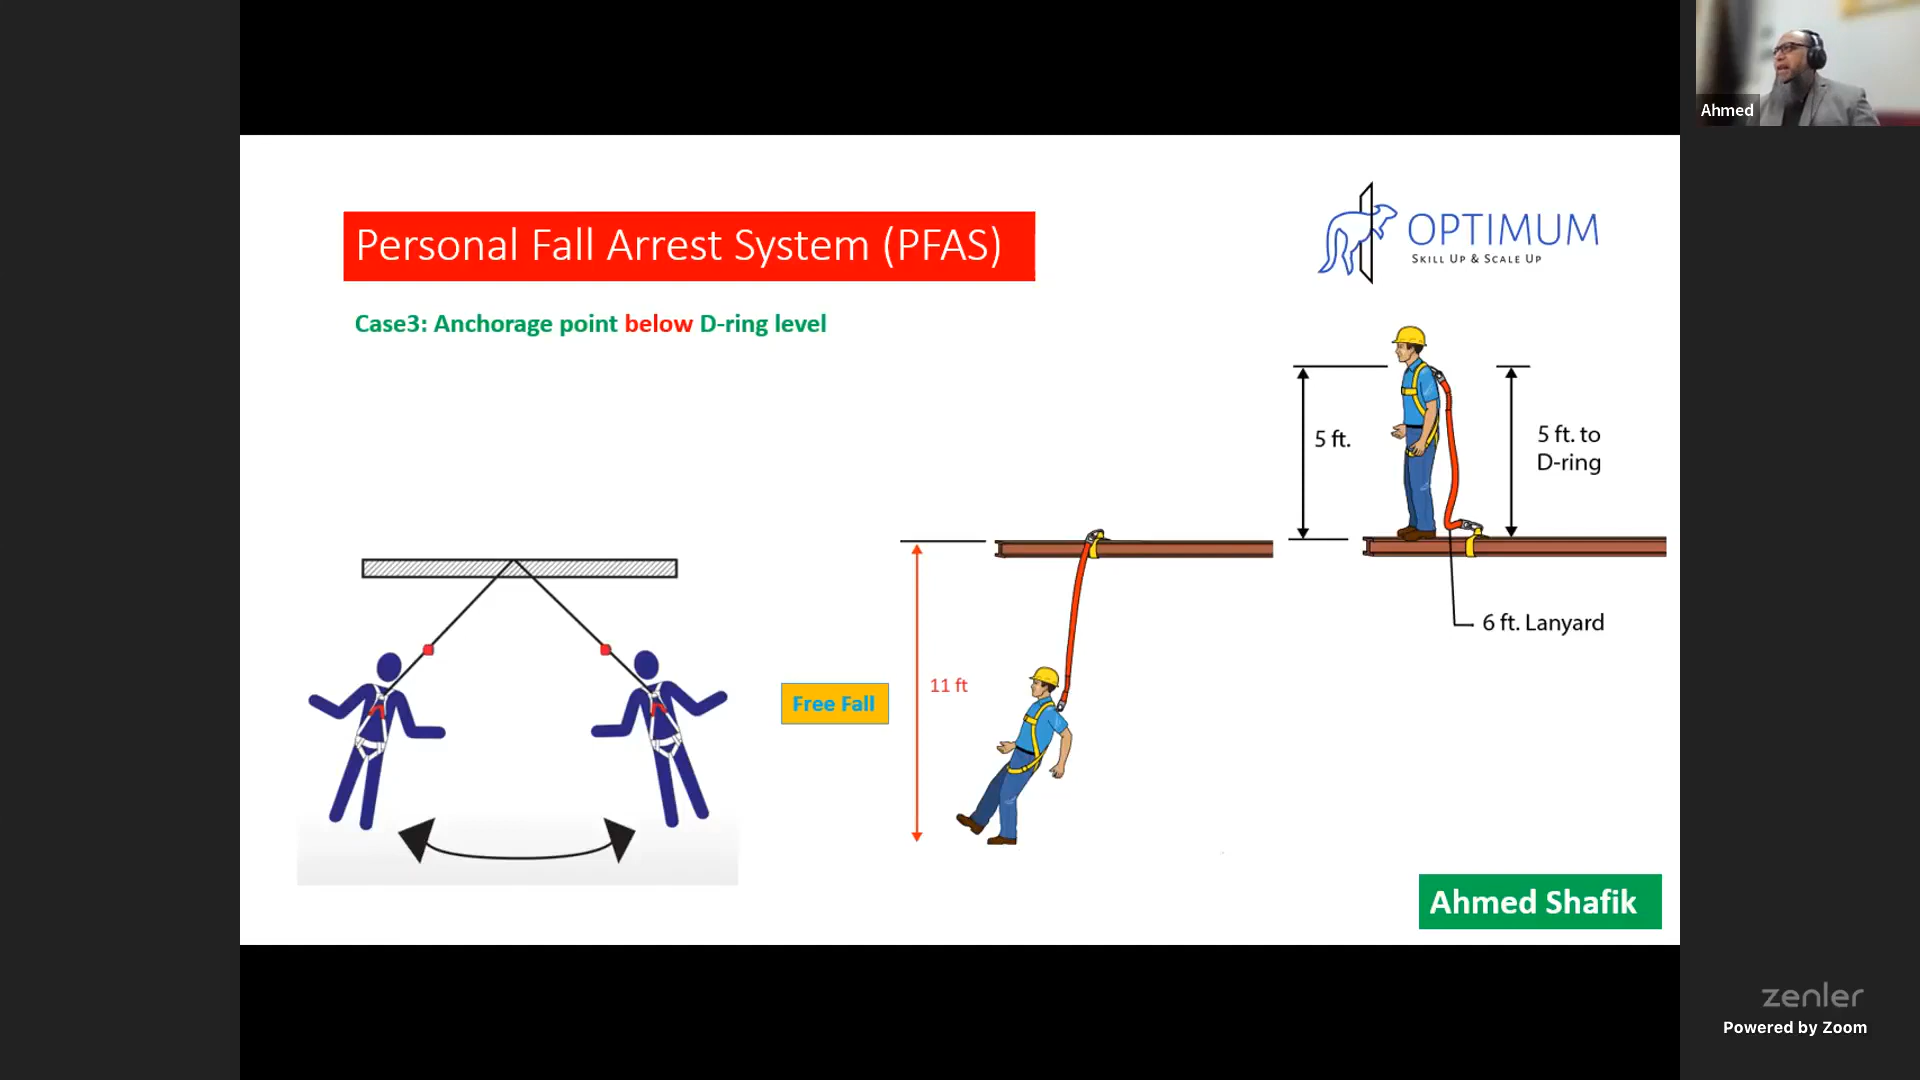 Ahmed
Personal Fall Arrest System (PFAS)
OPTIMUM
SKILL UP & SCALE UP
Case3: Anchorage point below D-ring level
5 ft.
5 ft. to
D-ring
6 ft. Lanyard
Free Fall
11 ft
Ahmed Shafik
zenler
Powered by Zoom